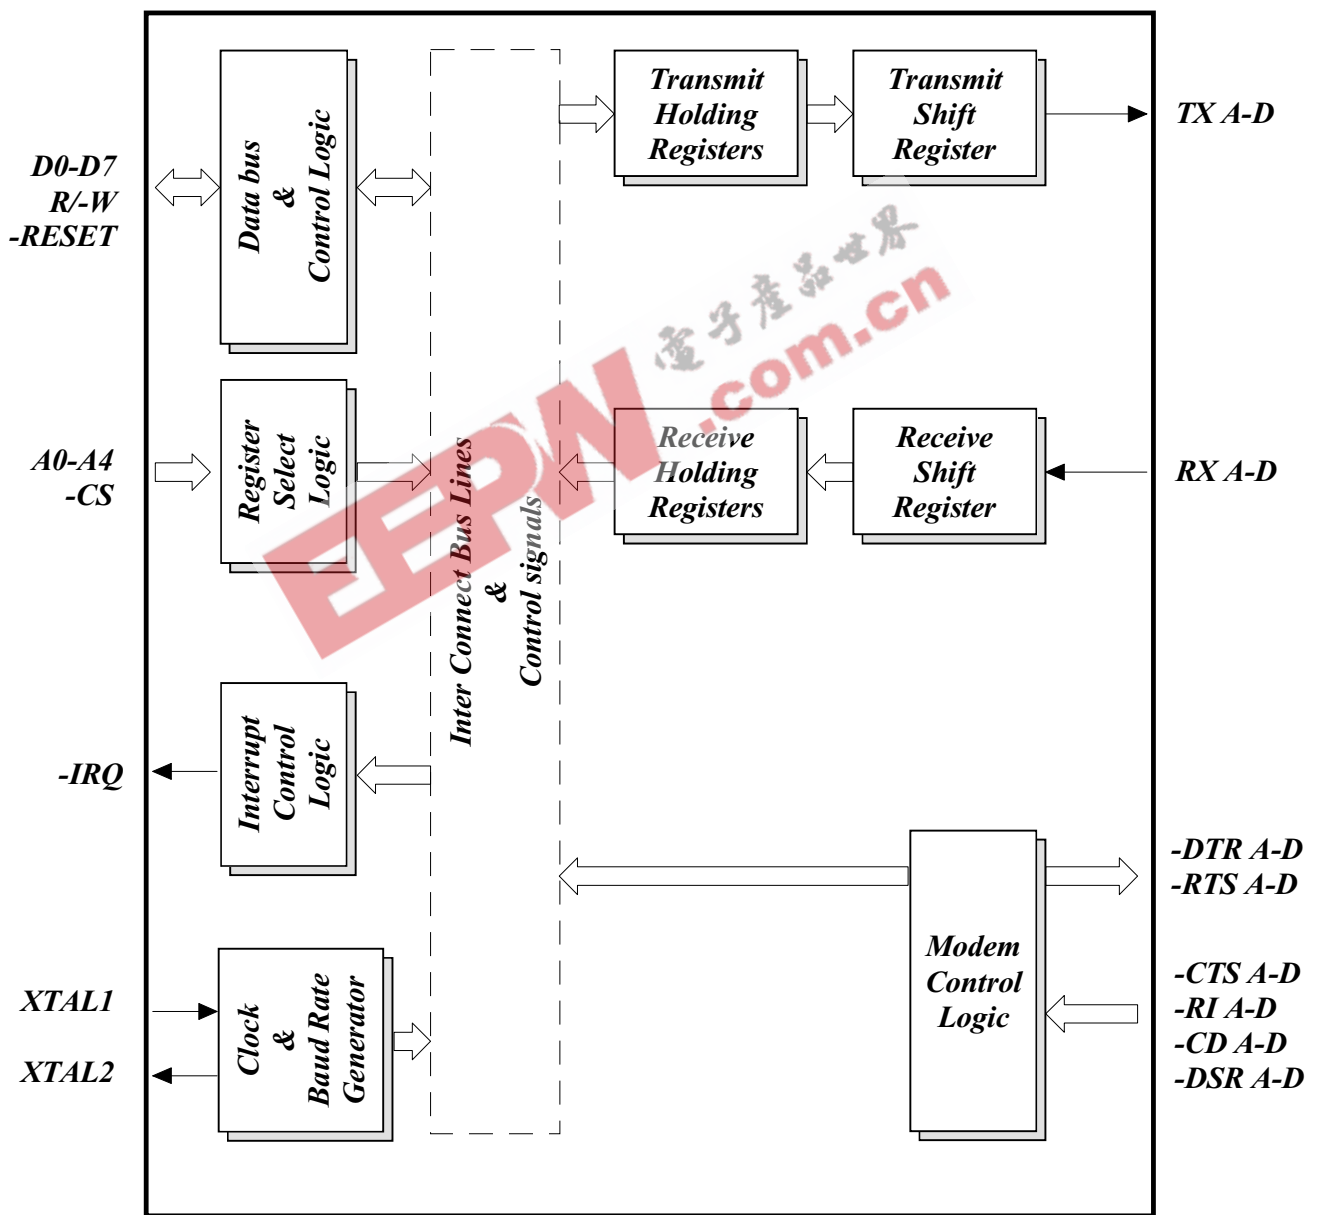 D0-D7
R/-W
-RESET
A0-A4
-CS
-IRQ
XTAL1
XTAL2
Data bus
&
Control Logic
Register
Select
Logic
Interrupt
Control
Logic
Clock
&
Baud Rate
Generator
Inter Connect Bus Lines
&
Control signals
Transmit
Holding
Registers
Transmit
Shift
Register
Receive
Holding
Registers
Receive
Shift
Register
Modem
Control
Logic
TX A-D
RX A-D
-DTR A-D
-RTS A-D
-CTS A-D
-RI A-D
-CD A-D
-DSR A-D
EEPW
電子產品世界
.com.cn